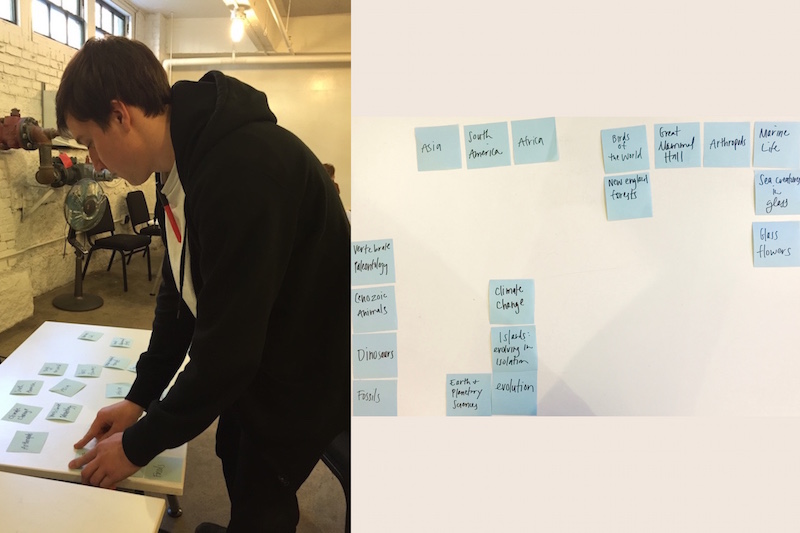 ASIA
South
America
Africa
Birds
of
the World
Great
Mammal
Hall
Arthropods
Marine
Life
New england
forests
Sea creatures
in
glass
Glass
flowers
Vertebrate
Paleontology
Cenozoic
Animals
Dinosaurs
Fossils
Climate
Change
Islands:
evolving in
isolation
Earth +
Planetary
Sciences
evolution